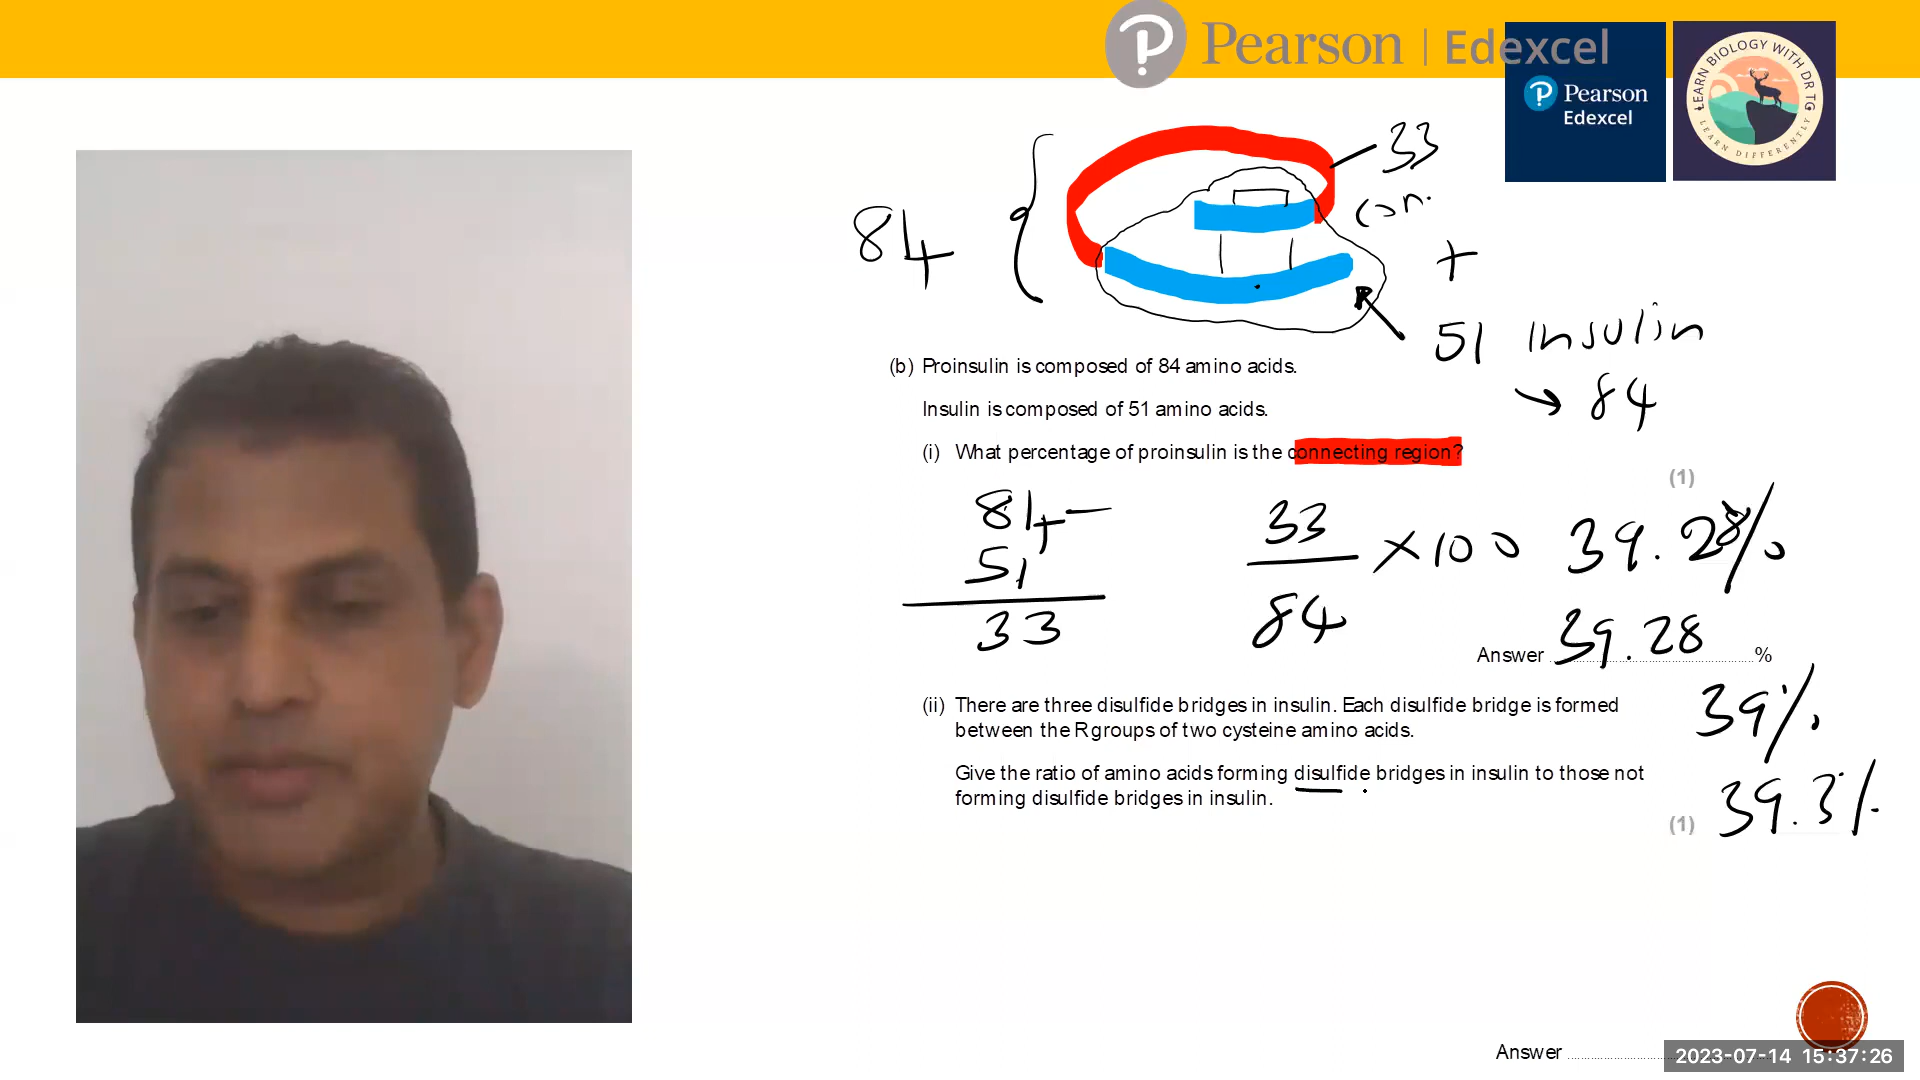 Pearson | Edexcel
Pearson
Edexcel
LEARN BIOLOGY WITH DR TG
LEARN DIFFERENTLY
33
con.
84
+
51 insulin
→ 84
(b) Proinsulin is composed of 84 amino acids.
Insulin is composed of 51 amino acids.
(i) What percentage of proinsulin is the connecting region?
(1)
84 -
51
33
33
84
× 100
39.28%
Answer 39.28 %
39%
(ii) There are three disulfide bridges in insulin. Each disulfide bridge is formed
between the R groups of two cysteine amino acids.
Give the ratio of amino acids forming disulfide bridges in insulin to those not
forming disulfide bridges in insulin.
(1)
39.3%
Answer
2023-07-14 15:37:26